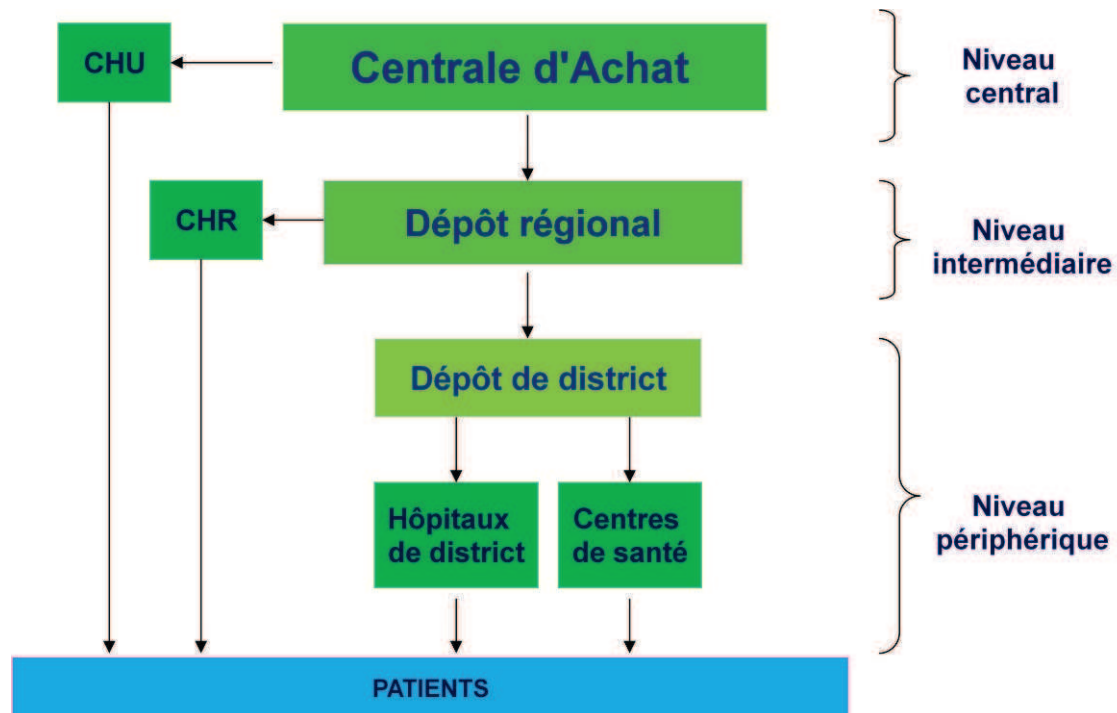 CHU
Centrale d'Achat
Niveau
central
CHR
Dépôt régional
Niveau
intermédiaire
Dépôt de district
Hôpitaux
de district
Centres
de santé
Niveau
périphérique
PATIENTS